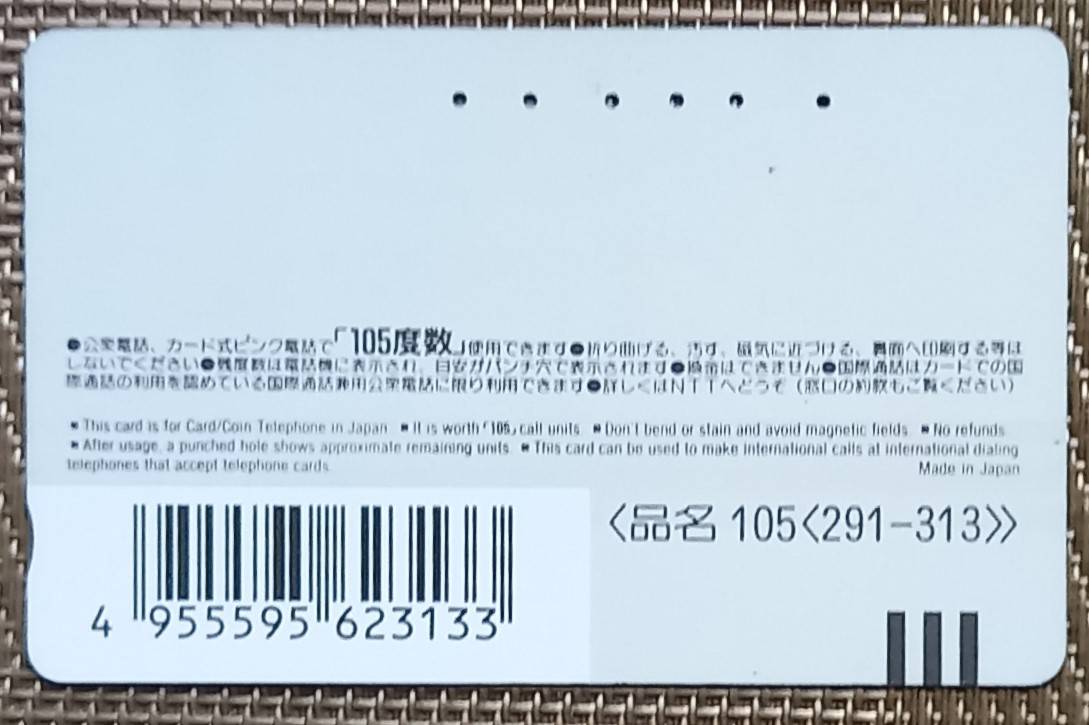 ●公衆電話、カード式ピンク電話で「105度数」使用できます●折り曲げる、汚す、磁気に近づける、裏面へ印刷する等は
しないでください●残度数は電話機に表示され、目安がパンチ穴で表示されます●換金はできません●国際通話はカードでの国
際通話の利用を認めている国際通話兼用公衆電話に限り利用できます●詳しくはNTTへどうぞ(窓口の約款もご覧ください)
■ This card is for Card/Coin Telephone in Japan. ■ It is worth「105」call units. ■ Don't bend or stain and avoid magnetic fields. ■ No refunds.
■ After usage, a punched hole shows approximate remaining units. ■ This card can be used to make international calls at international dialing
telephones that accept telephone cards.
Made in Japan
〈品名 105〈291-313〉〉
4 955595 623133